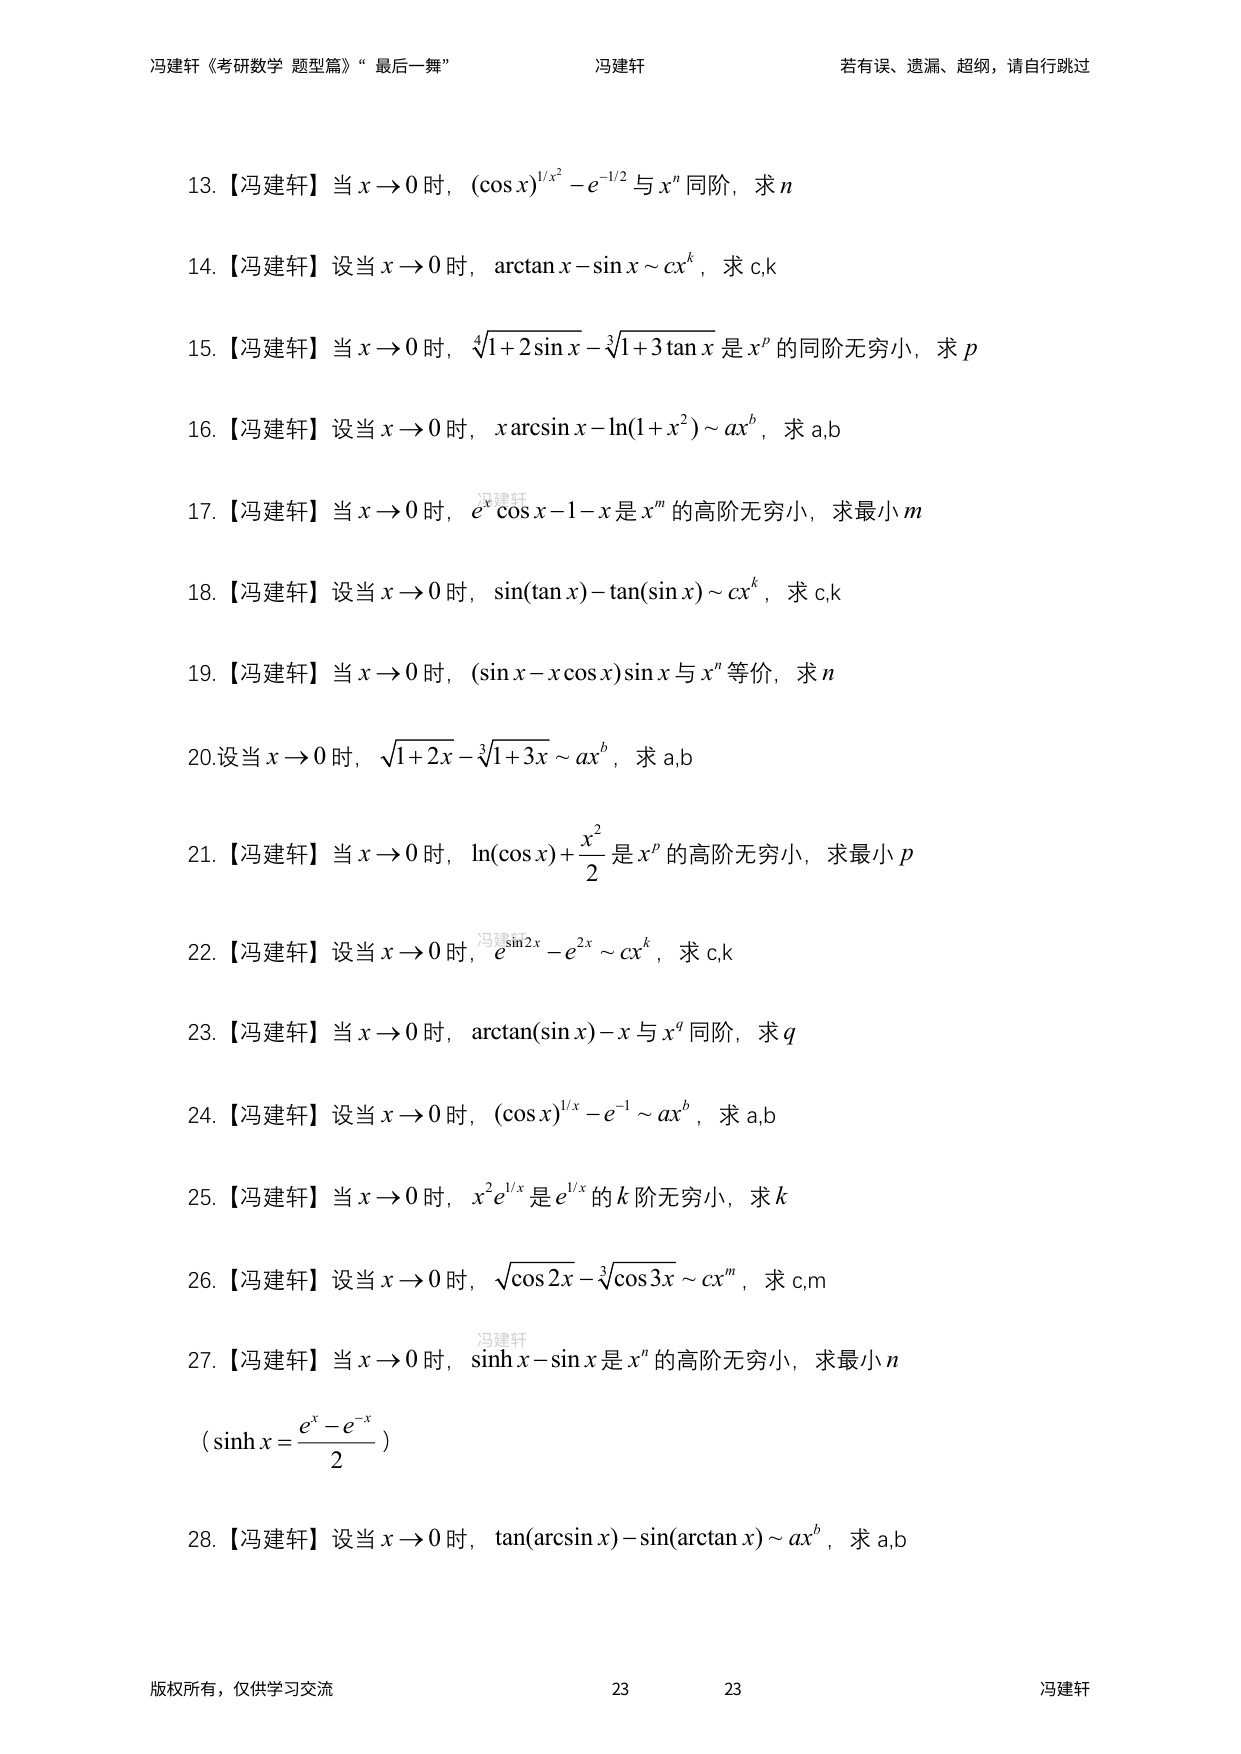 冯建轩《考研数学 题型篇》“ 最后一舞” 冯建轩 若有误、遗漏、超纲，请自行跳过
13.【冯建轩】当 x→0 时， (cos x)^{1/x^2} − e^{−1/2} 与 x^n 同阶，求 n
14.【冯建轩】设当 x→0 时， arctan x − sin x ~ cx^k ，求 c,k
15.【冯建轩】当 x→0 时， ∜(1+2sin x) − ∛(1+3tan x) 是 x^p 的同阶无穷小，求 p
16.【冯建轩】设当 x→0 时， x arcsin x − ln(1+x^2) ~ ax^b ，求 a,b
冯建轩
17.【冯建轩】当 x→0 时， e^x cos x −1− x 是 x^m 的高阶无穷小，求最小 m
18.【冯建轩】设当 x→0 时， sin(tan x) − tan(sin x) ~ cx^k ，求 c,k
19.【冯建轩】当 x→0 时， (sin x − x cos x)sin x 与 x^n 等价，求 n
20.设当 x→0 时， √(1+2x) − ∛(1+3x) ~ ax^b ，求 a,b
21.【冯建轩】当 x→0 时， ln(cos x) + x^2/2 是 x^p 的高阶无穷小，求最小 p
冯建轩
22.【冯建轩】设当 x→0 时， e^{sin 2x} − e^{2x} ~ cx^k ，求 c,k
23.【冯建轩】当 x→0 时， arctan(sin x) − x 与 x^q 同阶，求 q
24.【冯建轩】设当 x→0 时， (cos x)^{1/x} − e^{−1} ~ ax^b ，求 a,b
25.【冯建轩】当 x→0 时， x^2 e^{1/x} 是 e^{1/x} 的 k 阶无穷小，求 k
26.【冯建轩】设当 x→0 时， √(cos 2x) − ∛(cos 3x) ~ cx^m ，求 c,m
冯建轩
27.【冯建轩】当 x→0 时， sinh x − sin x 是 x^n 的高阶无穷小，求最小 n
（sinh x = (e^x − e^{−x})/2 ）
28.【冯建轩】设当 x→0 时， tan(arcsin x) − sin(arctan x) ~ ax^b ，求 a,b
版权所有，仅供学习交流 23 23 冯建轩